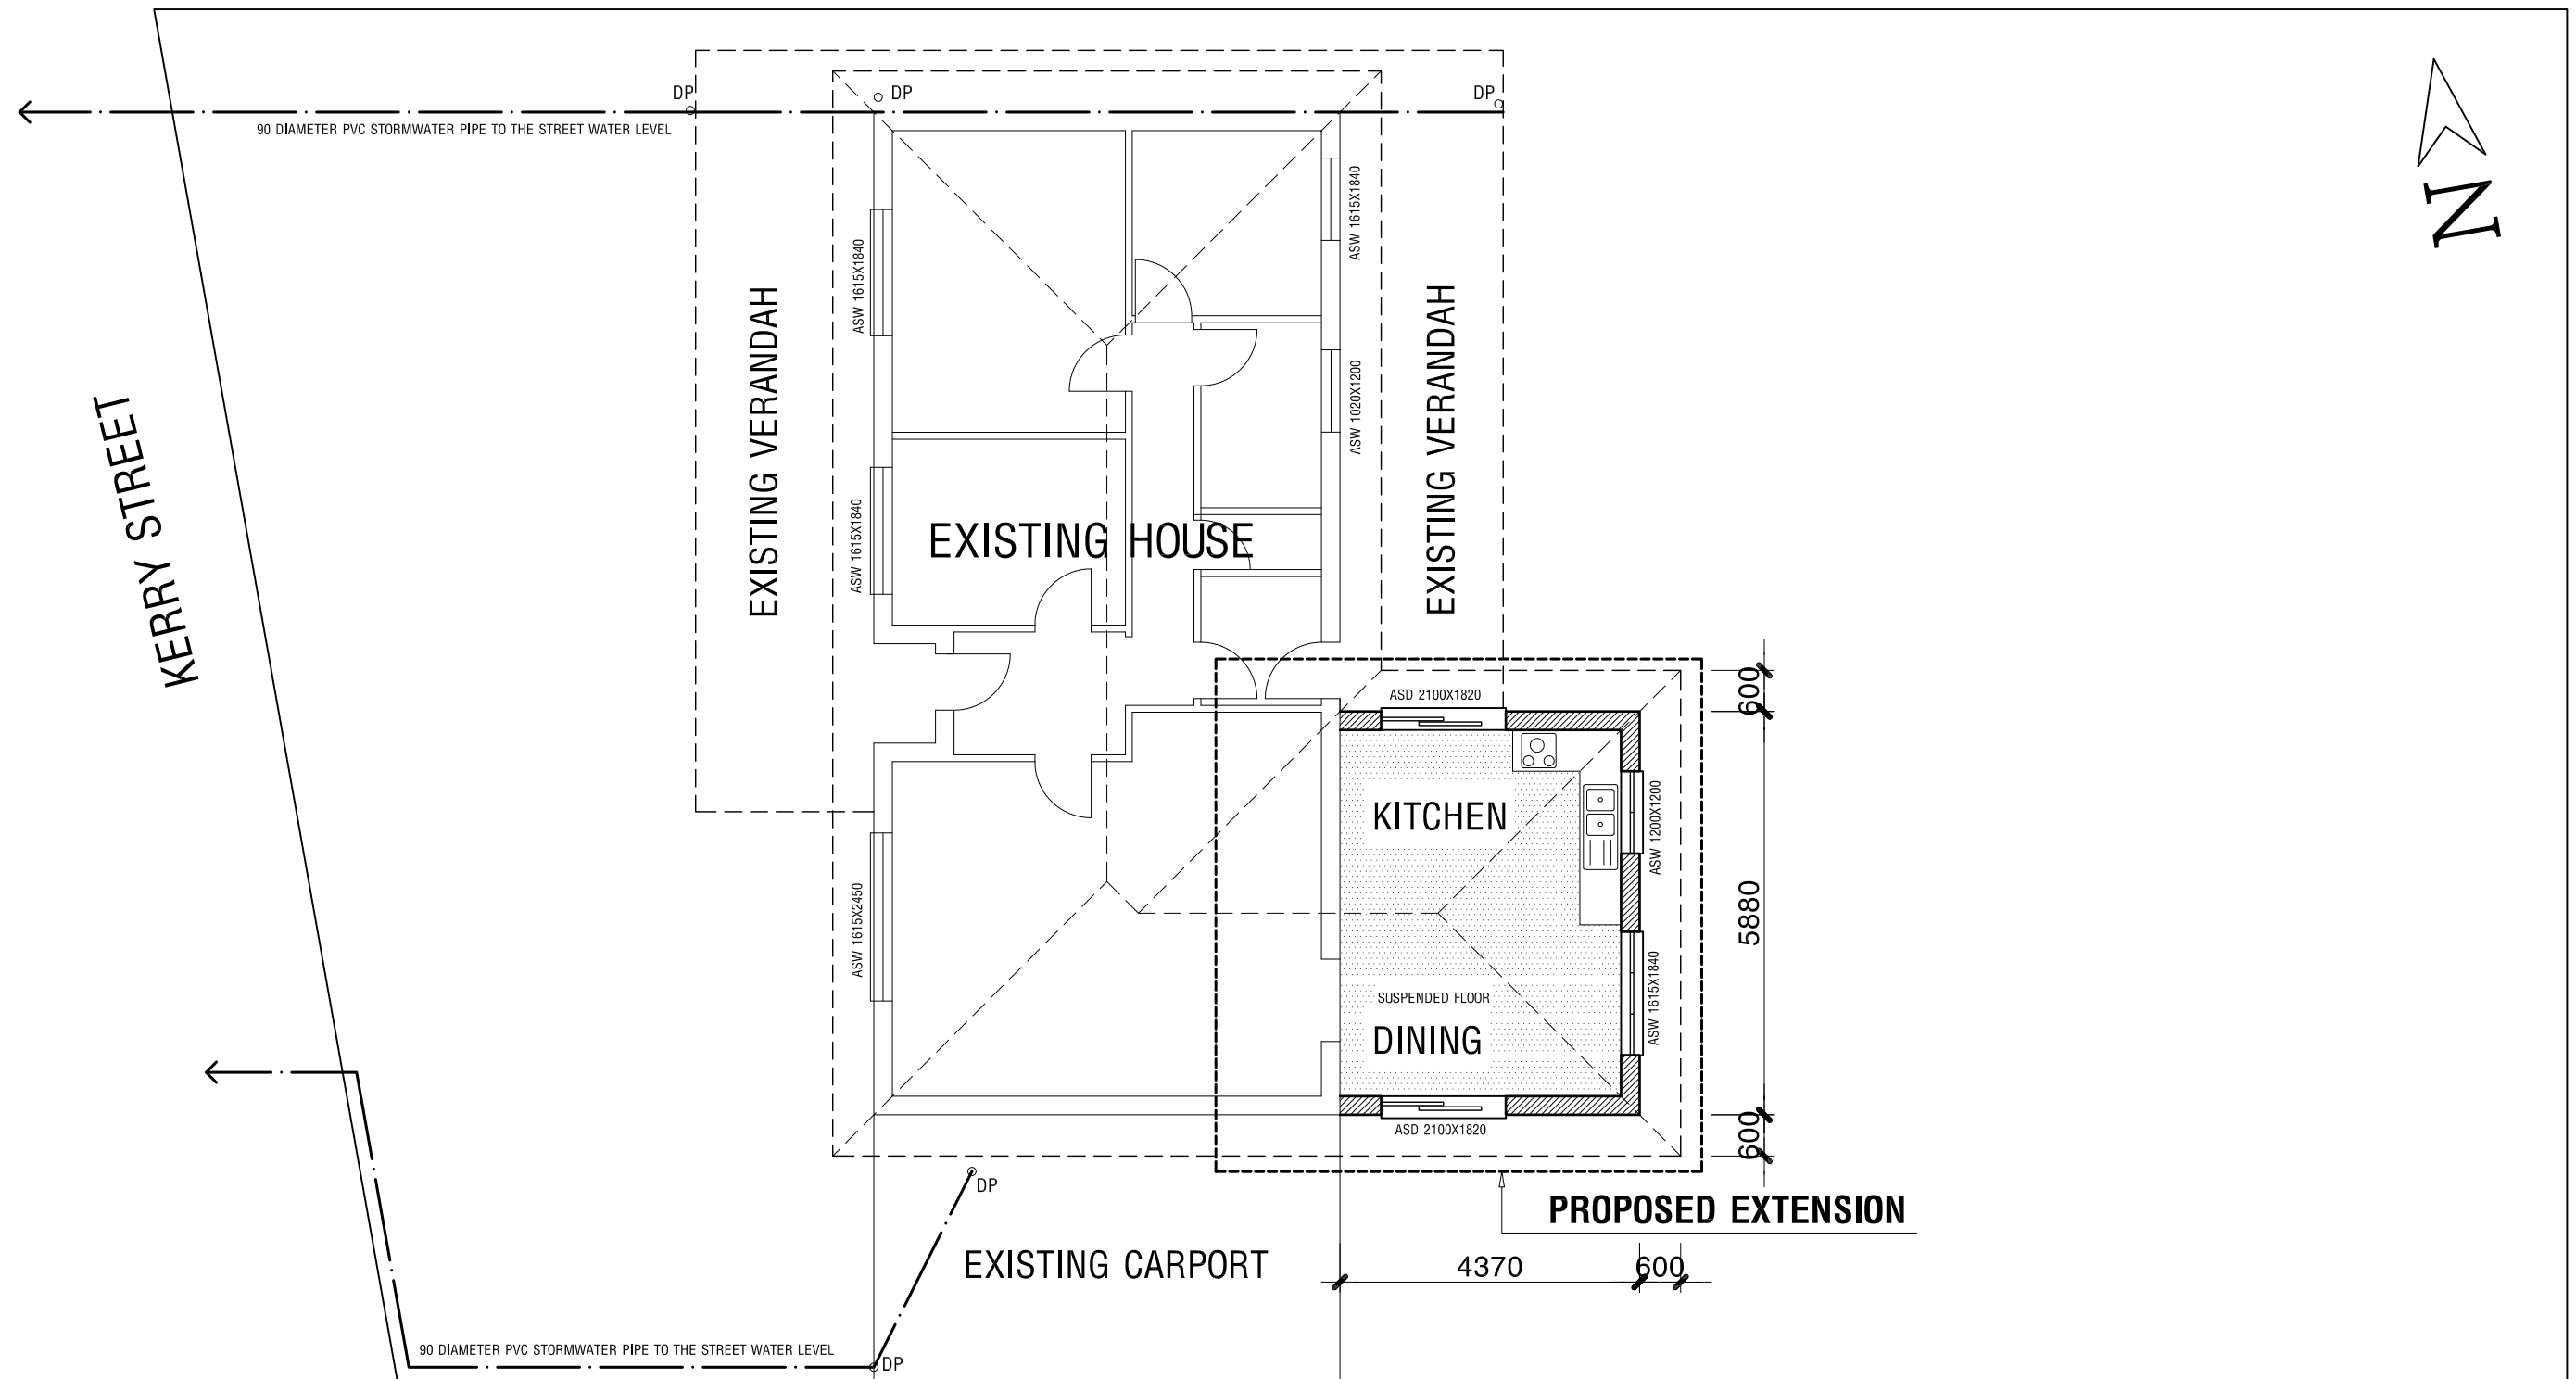 DP
DP
DP
90 DIAMETER PVC STORMWATER PIPE TO THE STREET WATER LEVEL
N
ASW 1615X1840
ASW 1615X1840
EXISTING VERANDAH
EXISTING VERANDAH
ASW 1020X1200
KERRY STREET
ASW 1615X1840
EXISTING HOUSE
ASD 2100X1820
600
KITCHEN
ASW 1200X1200
ASW 1615X2450
5880
SUSPENDED FLOOR
ASW 1615X1840
DINING
ASD 2100X1820
600
DP
PROPOSED EXTENSION
EXISTING CARPORT
4370
600
90 DIAMETER PVC STORMWATER PIPE TO THE STREET WATER LEVEL
DP